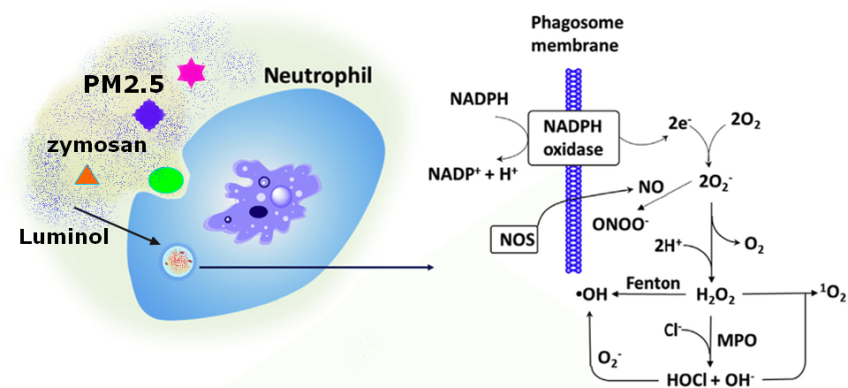 PM2.5
Neutrophil
zymosan
Luminol
Phagosome
membrane
NADPH
NADPH
oxidase
NADP⁺ + H⁺
2e⁻
2O₂
2O₂⁻
NO
ONOO⁻
NOS
2H⁺
O₂
•OH
Fenton
H₂O₂
¹O₂
Cl⁻
MPO
O₂⁻
HOCl + OH⁻